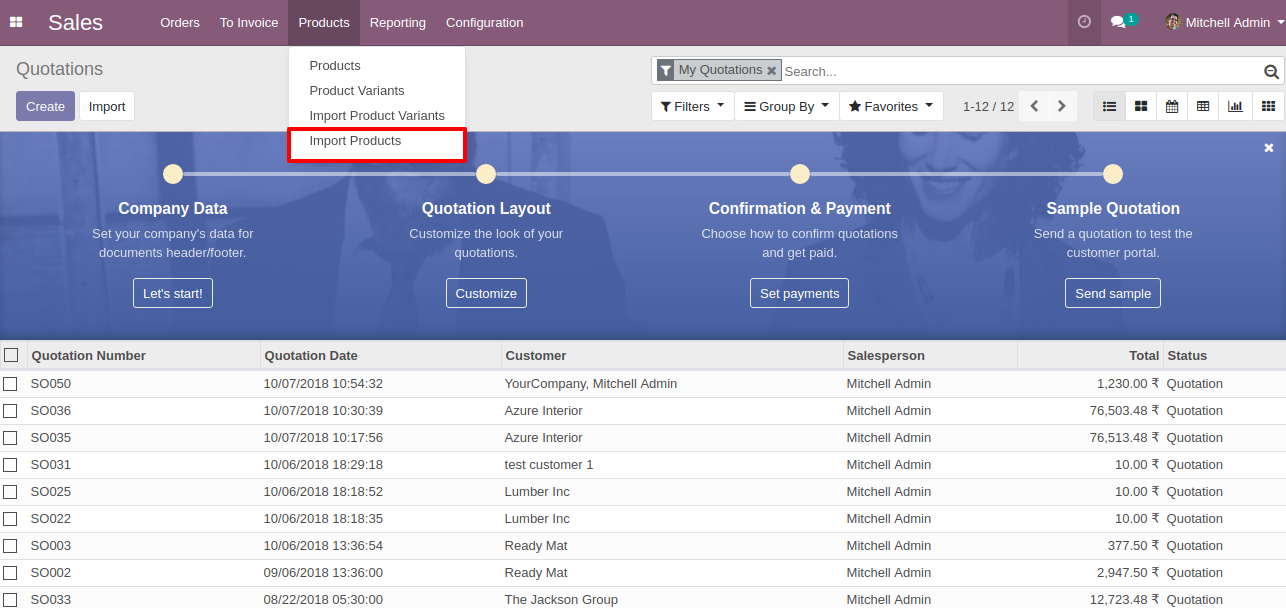 Sales Orders To Invoice Products Reporting Configuration 1 Mitchell Admin
Quotations
My Quotations Search...
Create Import
Filters Group By Favorites 1-12 / 12
Products
Product Variants
Import Product Variants
Import Products
Company Data
Set your company's data for
documents header/footer.
Let's start!
Quotation Layout
Customize the look of your
quotations.
Customize
Confirmation & Payment
Choose how to confirm quotations
and get paid.
Set payments
Sample Quotation
Send a quotation to test the
customer portal.
Send sample
Quotation Number Quotation Date Customer Salesperson Total Status
SO050 10/07/2018 10:54:32 YourCompany, Mitchell Admin Mitchell Admin 1,230.00 ₹ Quotation
SO036 10/07/2018 10:30:39 Azure Interior Mitchell Admin 76,503.48 ₹ Quotation
SO035 10/07/2018 10:17:56 Azure Interior Mitchell Admin 76,513.48 ₹ Quotation
SO031 10/06/2018 18:29:18 test customer 1 Mitchell Admin 10.00 ₹ Quotation
SO025 10/06/2018 18:18:52 Lumber Inc Mitchell Admin 10.00 ₹ Quotation
SO022 10/06/2018 18:18:35 Lumber Inc Mitchell Admin 10.00 ₹ Quotation
SO003 10/06/2018 13:36:54 Ready Mat Mitchell Admin 377.50 ₹ Quotation
SO002 09/06/2018 13:36:00 Ready Mat Mitchell Admin 2,947.50 ₹ Quotation
SO033 08/22/2018 05:30:00 The Jackson Group Mitchell Admin 12,723.48 ₹ Quotation